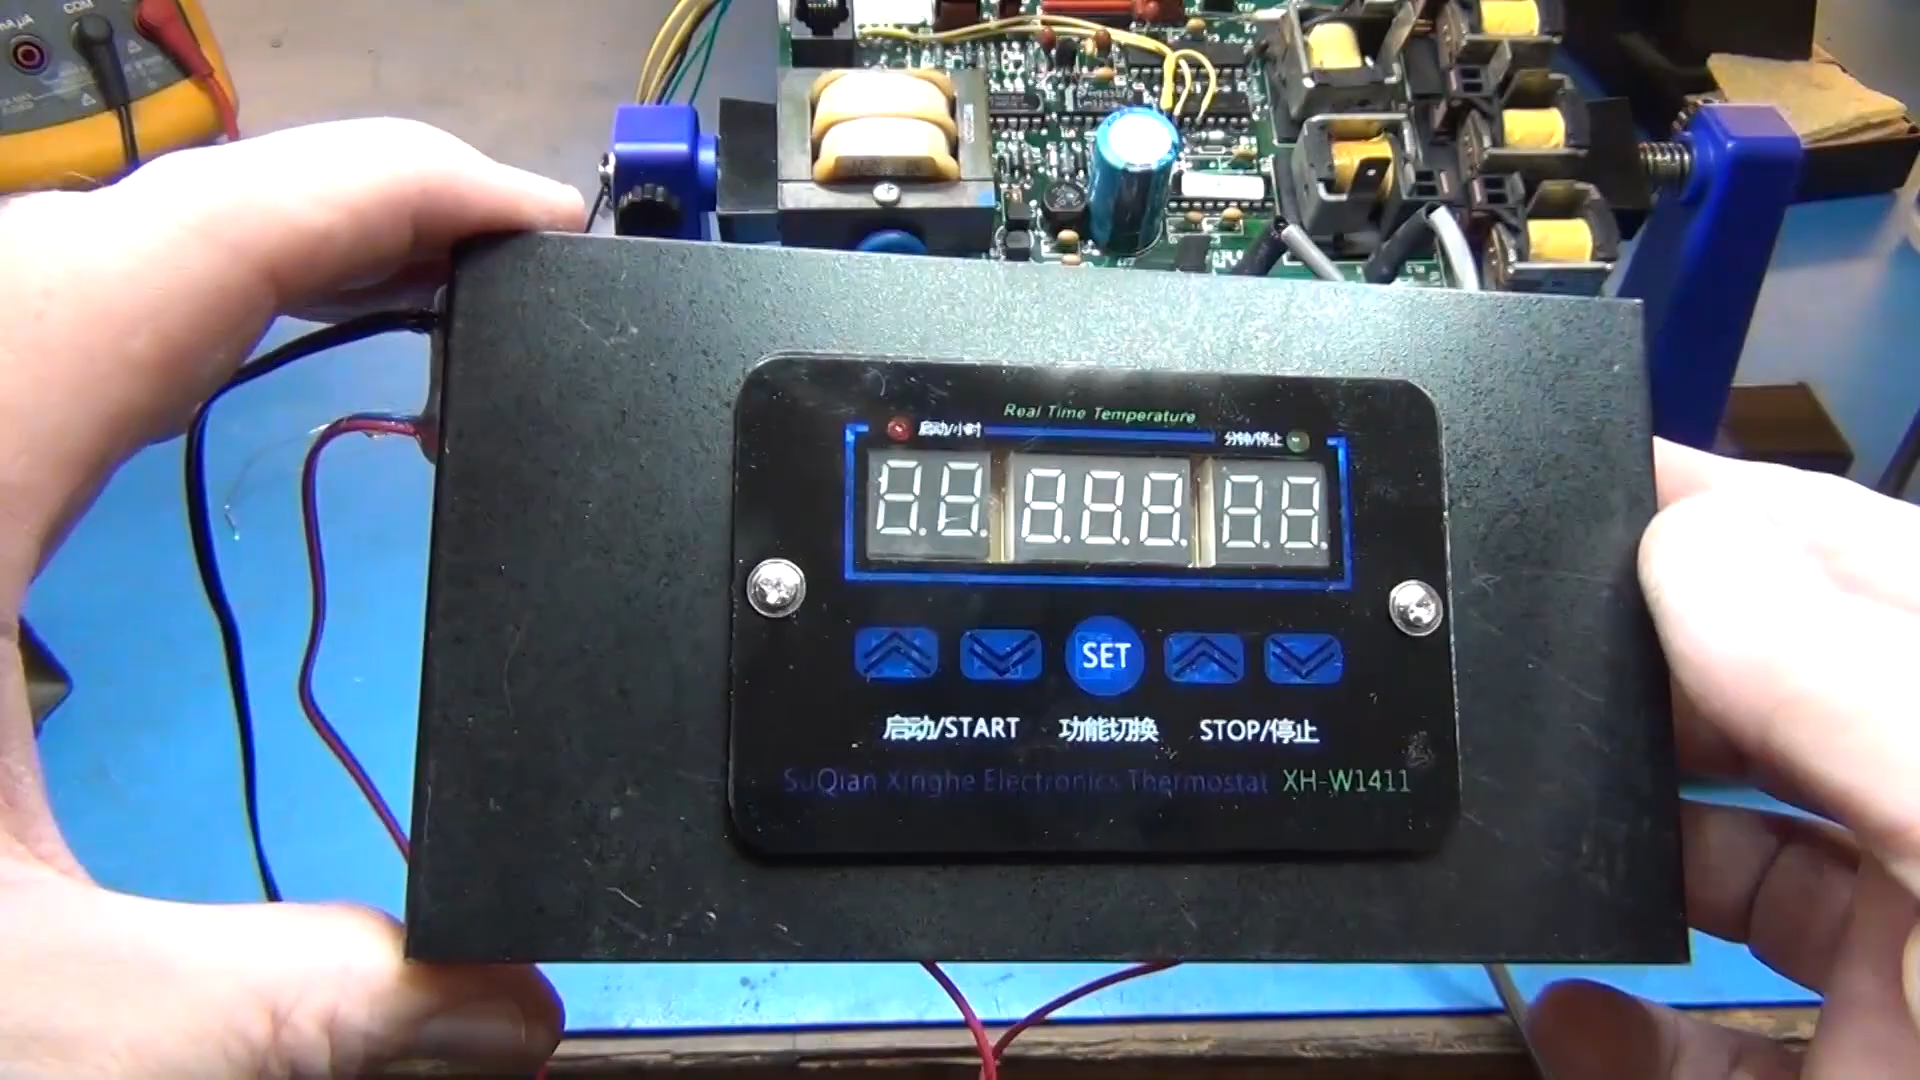 COM
Real Time Temperature
启动/小时
分钟/停止
SET
启动/START
功能切换
STOP/停止
SuQian Xinghe Electronics Thermostat XH-W1411